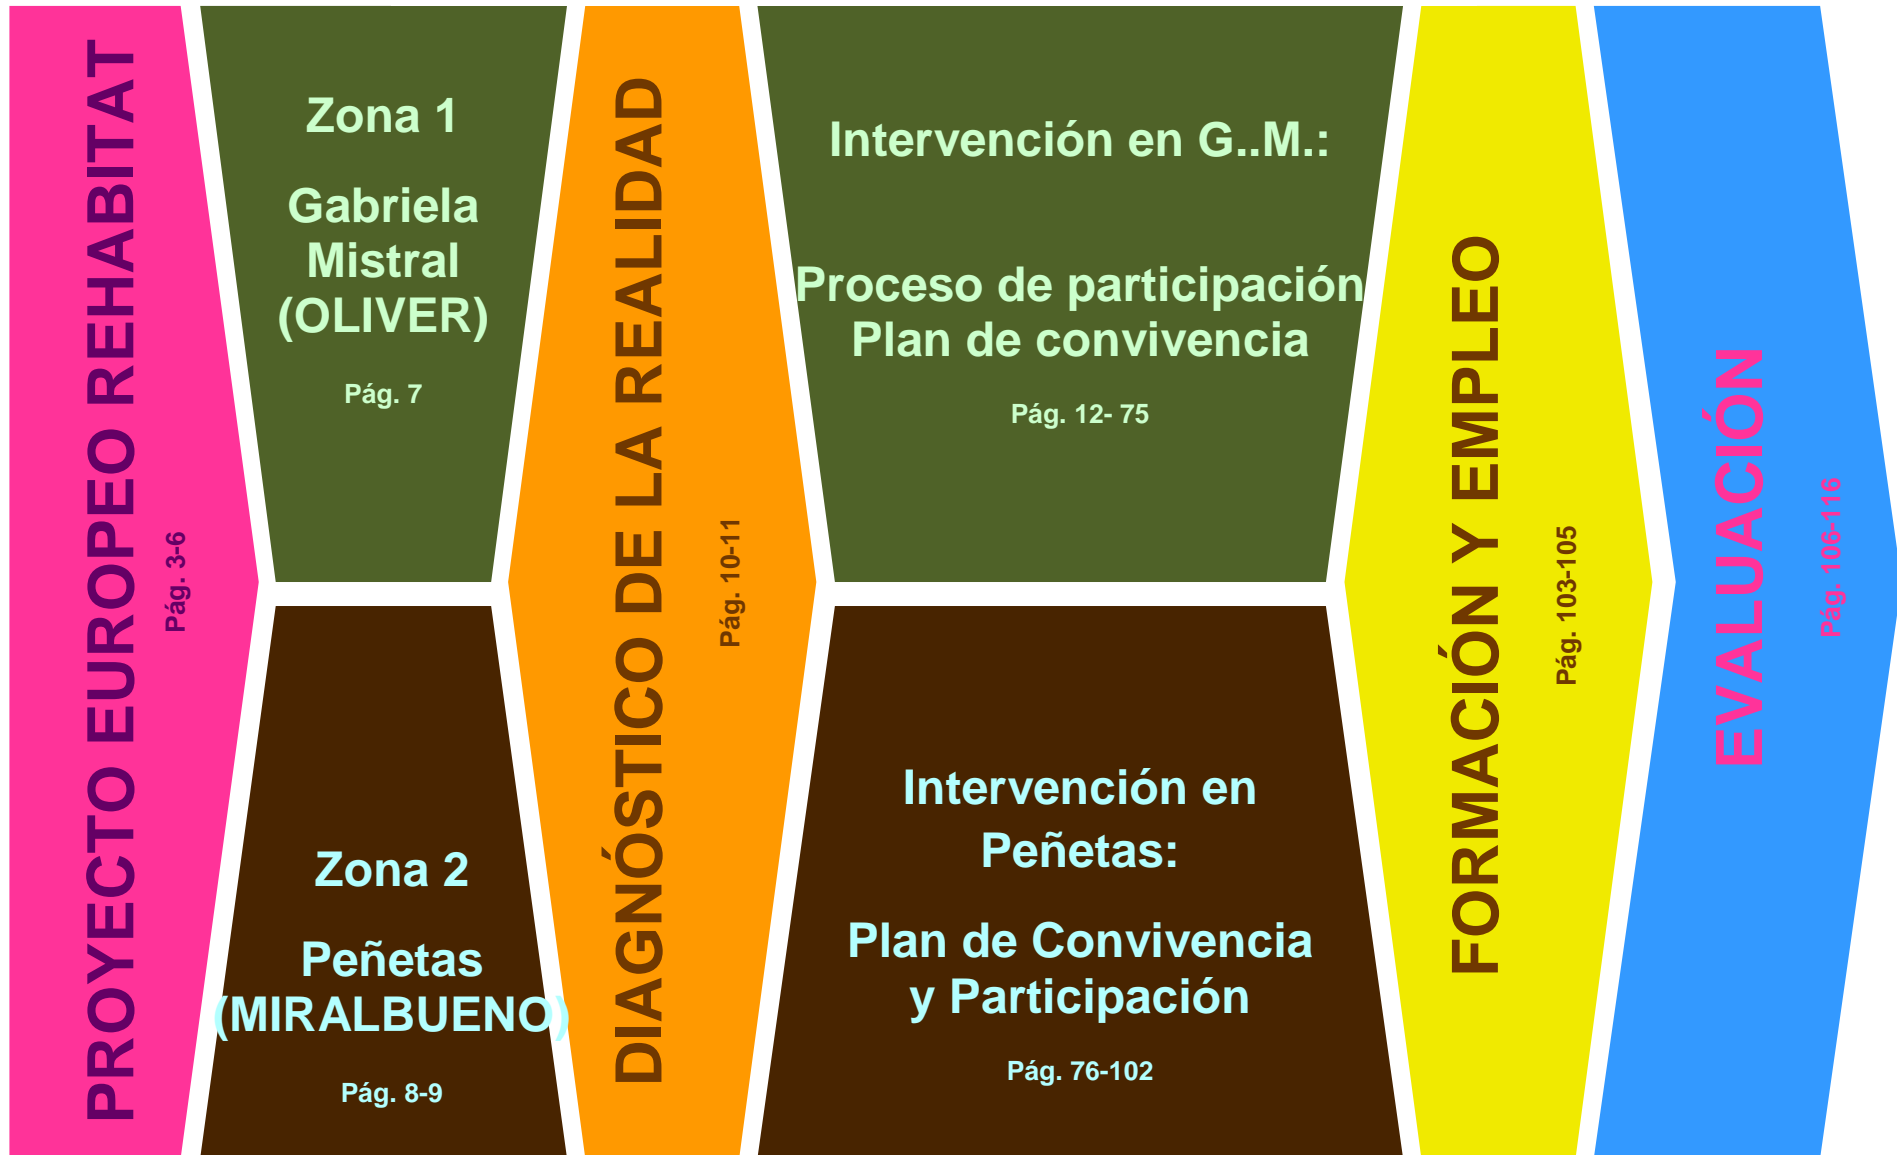 PROYECTO EUROPEO REHABITAT
Pág. 3-6
Zona 1
Gabriela
Mistral
(OLIVER)
Pág. 7
Zona 2
Peñetas
(MIRALBUENO)
Pág. 8-9
DIAGNÓSTICO DE LA REALIDAD
Pág. 10-11
Intervención en G..M.:
Proceso de participación
Plan de convivencia
Pág. 12- 75
Intervención en
Peñetas:
Plan de Convivencia
y Participación
Pág. 76-102
FORMACIÓN Y EMPLEO
Pág. 103-105
EVALUACIÓN
Pág. 106-116